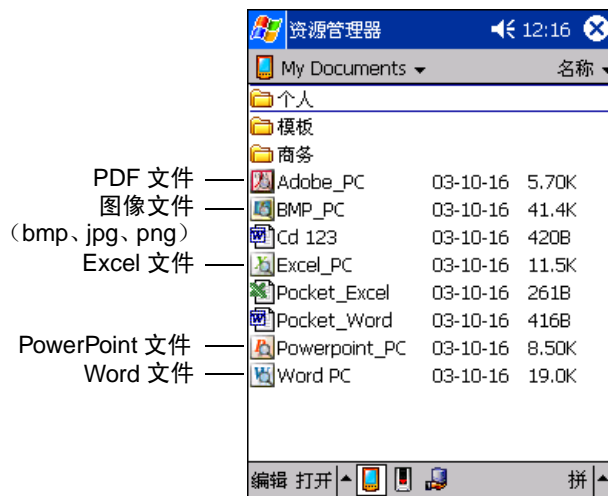 资源管理器 12:16
My Documents 名称
个人
模板
商务
PDF 文件 Adobe_PC 03-10-16 5.70K
图像文件 BMP_PC 03-10-16 41.4K
（bmp、jpg、png） Cd 123 03-10-16 420B
Excel 文件 Excel_PC 03-10-16 11.5K
Pocket_Excel 03-10-16 261B
Pocket_Word 03-10-16 416B
PowerPoint 文件 Powerpoint_PC 03-10-16 8.50K
Word 文件 Word PC 03-10-16 19.0K
编辑 打开 拼